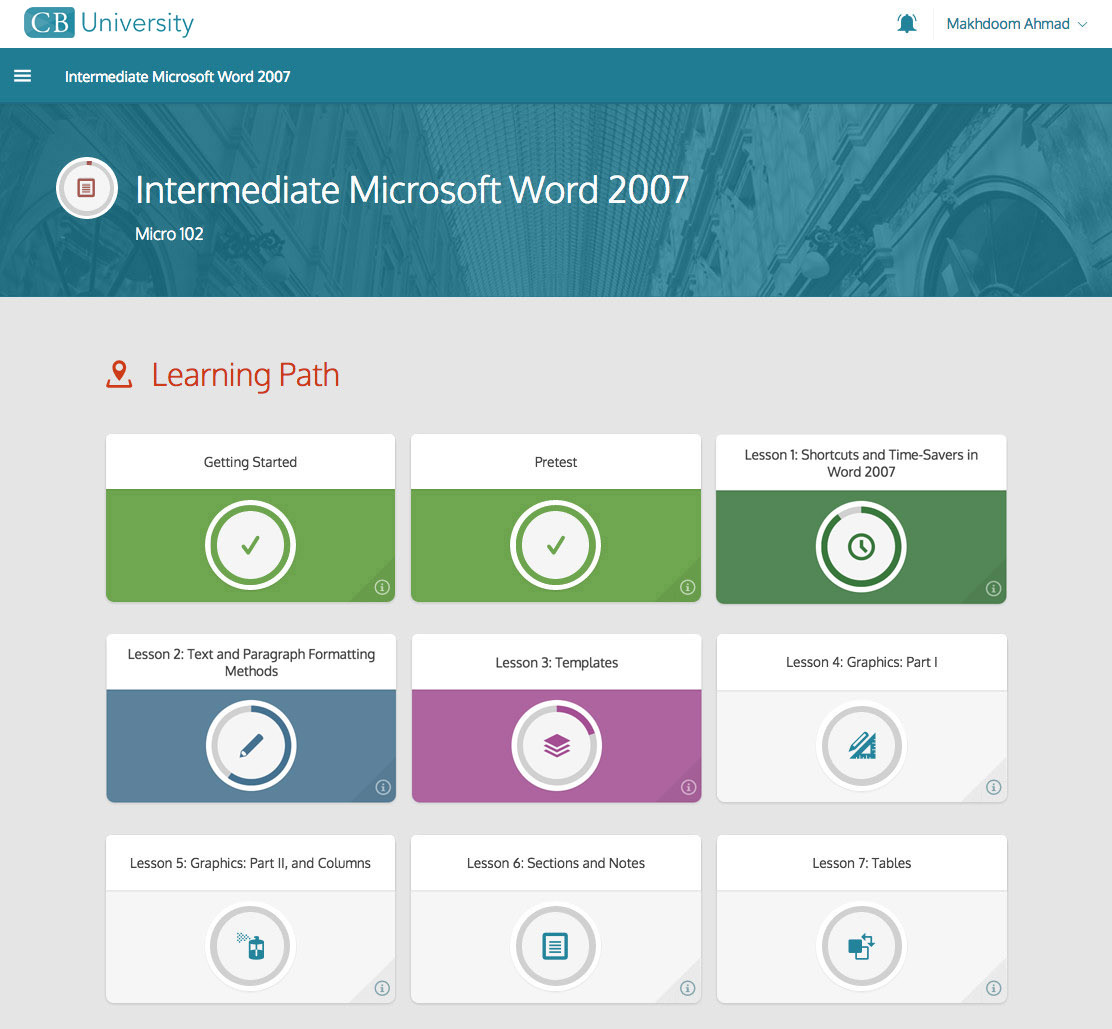 CB University
Makhdoom Ahmad
Intermediate Microsoft Word 2007
Intermediate Microsoft Word 2007
Micro 102
Learning Path
Getting Started
Pretest
Lesson 1: Shortcuts and Time-Savers in
Word 2007
Lesson 2: Text and Paragraph Formatting
Methods
Lesson 3: Templates
Lesson 4: Graphics: Part I
Lesson 5: Graphics: Part II, and Columns
Lesson 6: Sections and Notes
Lesson 7: Tables